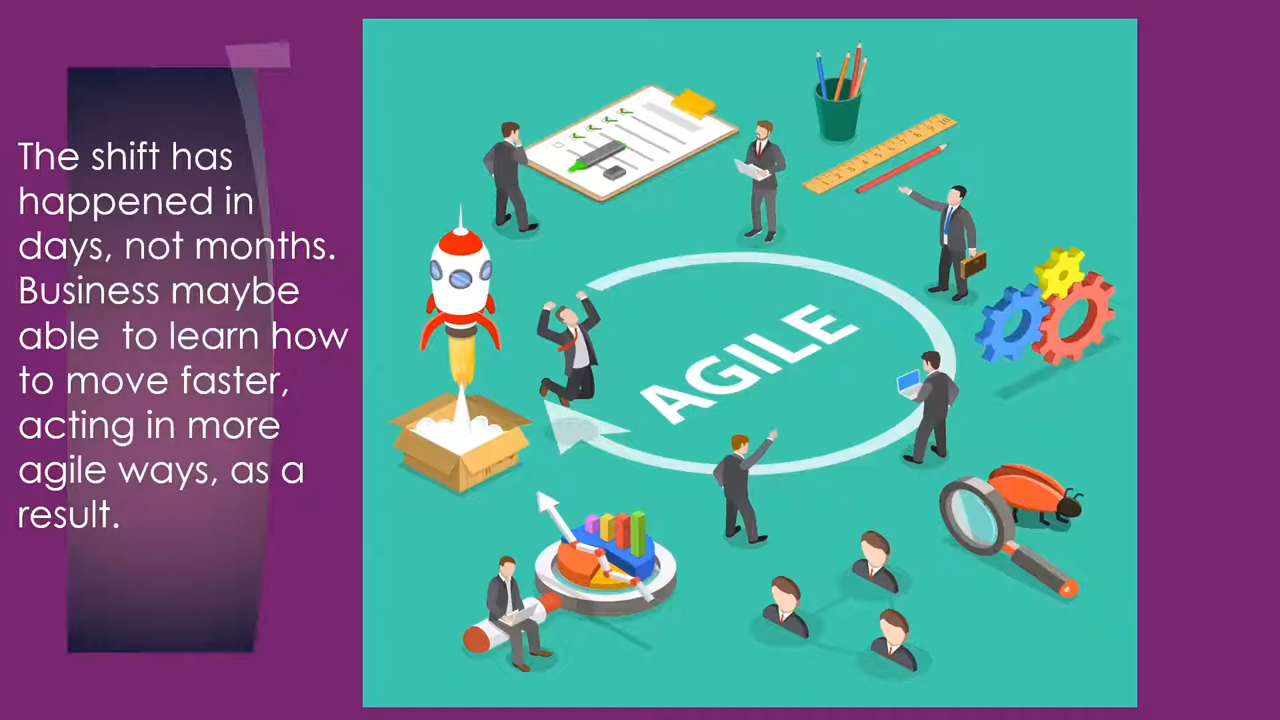 The shift has
happened in
days, not months.
Business maybe
able  to learn how
to move faster,
acting in more
agile ways, as a
result.
AGILE